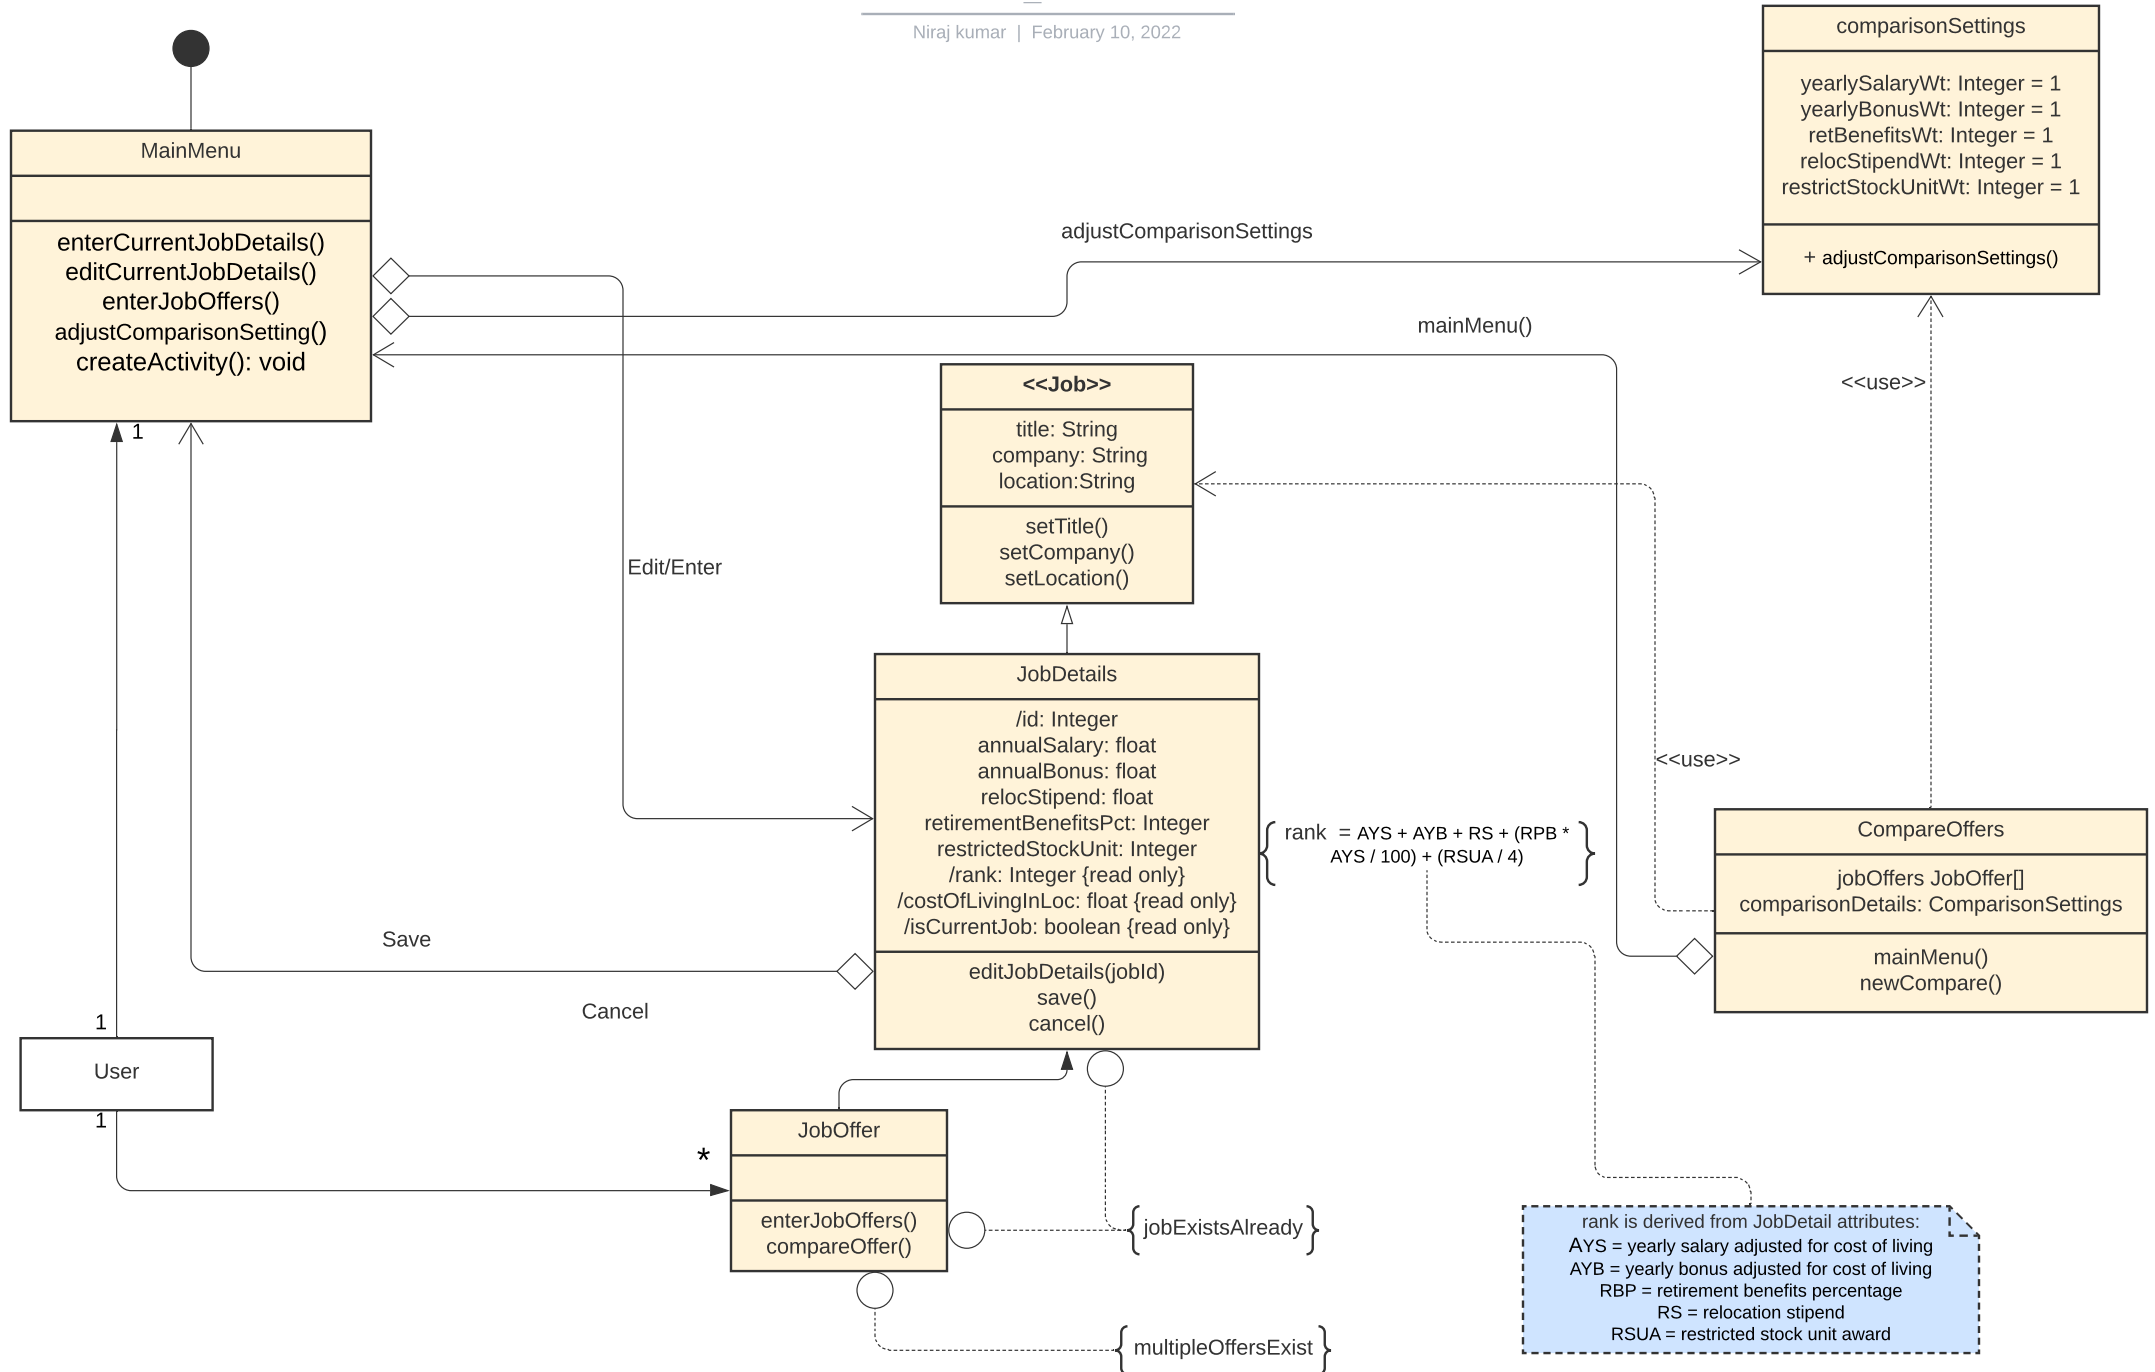 Niraj kumar | February 10, 2022
comparisonSettings
yearlySalaryWt: Integer = 1
yearlyBonusWt: Integer = 1
retBenefitsWt: Integer = 1
relocStipendWt: Integer = 1
restrictStockUnitWt: Integer = 1
+ adjustComparisonSettings()
MainMenu
enterCurrentJobDetails()
editCurrentJobDetails()
enterJobOffers()
adjustComparisonSetting()
createActivity(): void
adjustComparisonSettings
mainMenu()
<<use>>
1
<<Job>>
title: String
company: String
location:String
setTitle()
setCompany()
setLocation()
Edit/Enter
JobDetails
/id: Integer
annualSalary: float
annualBonus: float
relocStipend: float
retirementBenefitsPct: Integer
restrictedStockUnit: Integer
/rank: Integer {read only}
/costOfLivingInLoc: float {read only}
/isCurrentJob: boolean {read only}
editJobDetails(jobId)
save()
cancel()
{ rank = AYS + AYB + RS + (RPB *
AYS / 100) + (RSUA / 4) }
<<use>>
CompareOffers
jobOffers JobOffer[]
comparisonDetails: ComparisonSettings
mainMenu()
newCompare()
Save
Cancel
1
User
1
*
JobOffer
enterJobOffers()
compareOffer()
{ jobExistsAlready }
{ multipleOffersExist }
rank is derived from JobDetail attributes:
AYS = yearly salary adjusted for cost of living
AYB = yearly bonus adjusted for cost of living
RBP = retirement benefits percentage
RS = relocation stipend
RSUA = restricted stock unit award